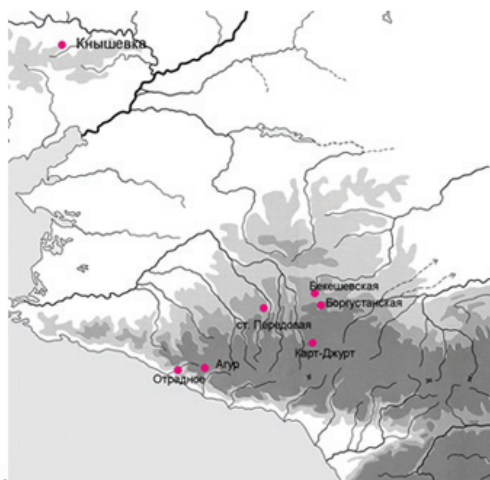 Кнышевка
Бекешевская
Боргустанская
ст. Передовая
Карт-Джурт
Агур
Отрадное